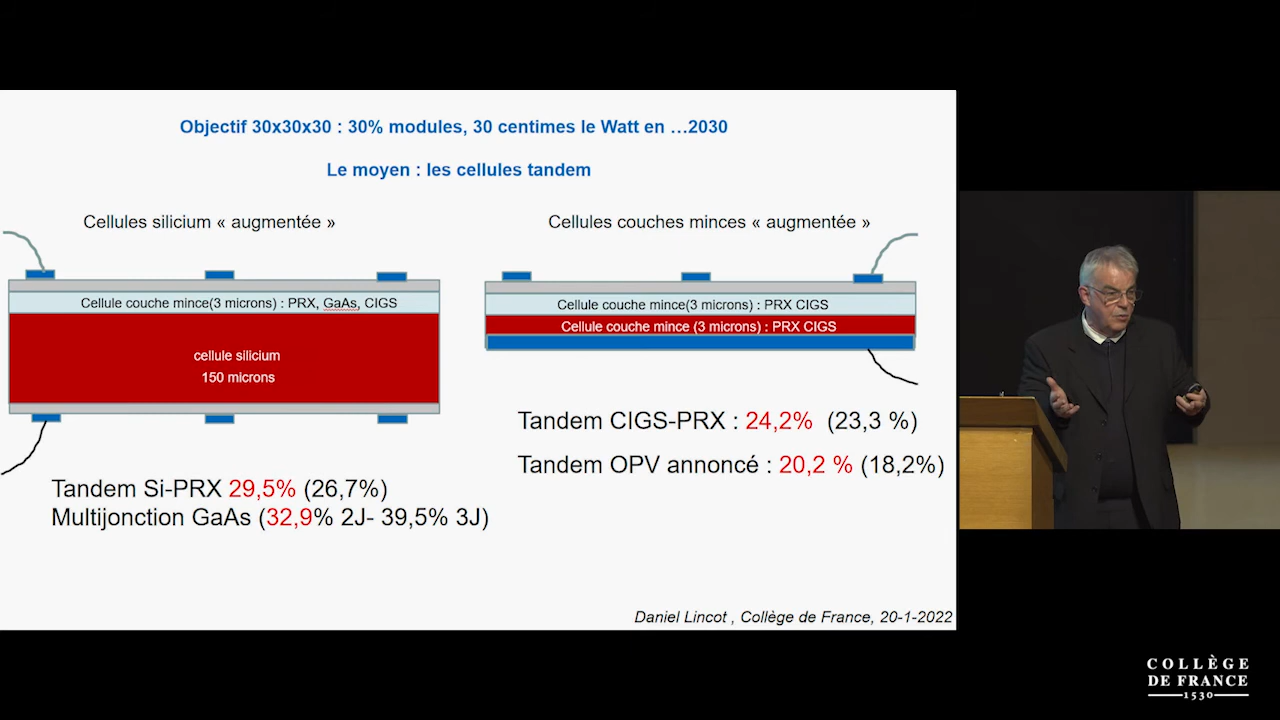 Objectif 30x30x30 : 30% modules, 30 centimes le Watt en …2030
Le moyen : les cellules tandem
Cellules silicium « augmentée »
Cellule couche mince(3 microns) : PRX, GaAs, CIGS
cellule silicium
150 microns
Tandem Si-PRX 29,5% (26,7%)
Multijonction GaAs (32,9% 2J- 39,5% 3J)
Cellules couches minces « augmentée »
Cellule couche mince(3 microns) : PRX CIGS
Cellule couche mince (3 microns) : PRX CIGS
Tandem CIGS-PRX : 24,2% (23,3 %)
Tandem OPV annoncé : 20,2 % (18,2%)
Daniel Lincot , Collège de France, 20-1-2022
COLLÈGE
DE FRANCE
1530